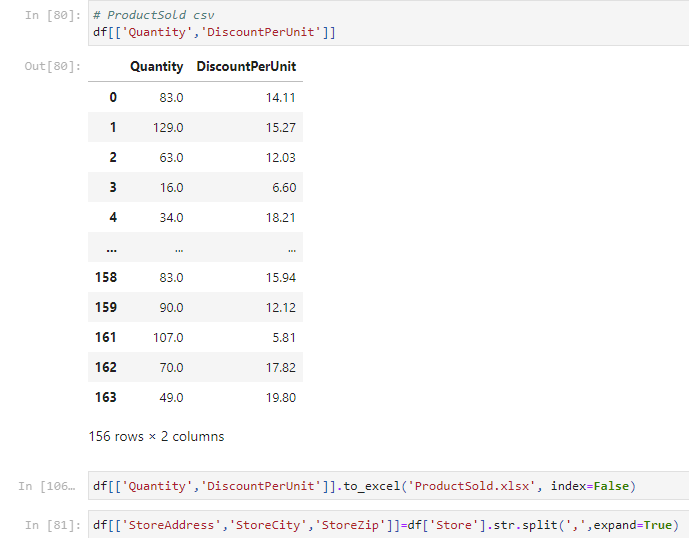 In [80]: # ProductSold csv
df[['Quantity','DiscountPerUnit']]
Out[80]: Quantity DiscountPerUnit
0 83.0 14.11
1 129.0 15.27
2 63.0 12.03
3 16.0 6.60
4 34.0 18.21
... ... ...
158 83.0 15.94
159 90.0 12.12
161 107.0 5.81
162 70.0 17.82
163 49.0 19.80
156 rows × 2 columns
In [106… df[['Quantity','DiscountPerUnit']].to_excel('ProductSold.xlsx', index=False)
In [81]: df[['StoreAddress','StoreCity','StoreZip']]=df['Store'].str.split(',',expand=True)